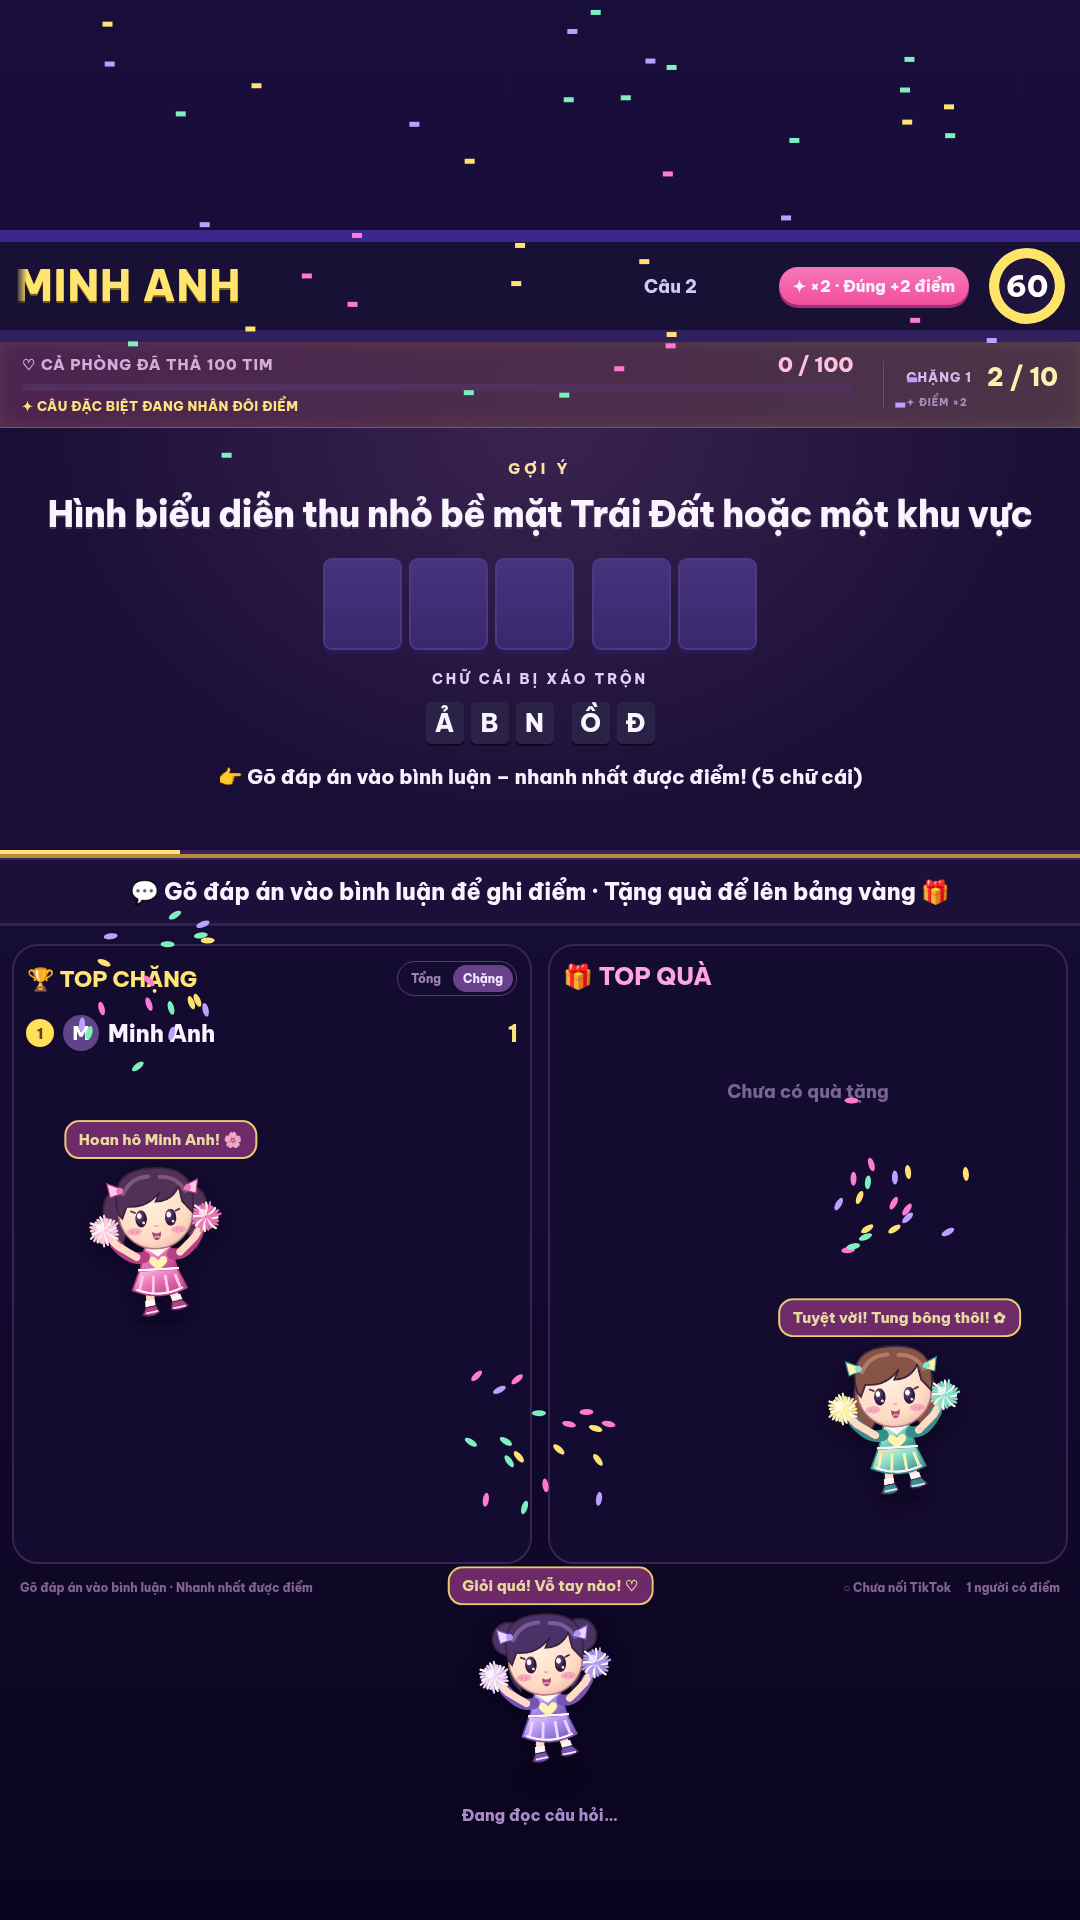 MINH ANH
Câu 2
✦ ×2 · Đúng +2 điểm
60
♡ CẢ PHÒNG ĐÃ THẢ 100 TIM
0 / 100
✦ CÂU ĐẶC BIỆT ĐANG NHÂN ĐÔI ĐIỂM
CHẶNG 1
2 / 10
✦ ĐIỂM ×2
GỢI Ý
Hình biểu diễn thu nhỏ bề mặt Trái Đất hoặc một khu vực
CHỮ CÁI BỊ XÁO TRỘN
Ả B N Ồ Đ
👉 Gõ đáp án vào bình luận – nhanh nhất được điểm! (5 chữ cái)
💬 Gõ đáp án vào bình luận để ghi điểm · Tặng quà để lên bảng vàng 🎁
🏆 TOP CHẶNG
Tổng
Chặng
1 M Minh Anh 1
🎁 TOP QUÀ
Chưa có quà tặng
Hoan hô Minh Anh! 🌸
Tuyệt vời! Tung bông thôi! ✿
Giỏi quá! Vỗ tay nào! ♡
Gõ đáp án vào bình luận · Nhanh nhất được điểm
○ Chưa nối TikTok
1 người có điểm
Đang đọc câu hỏi...